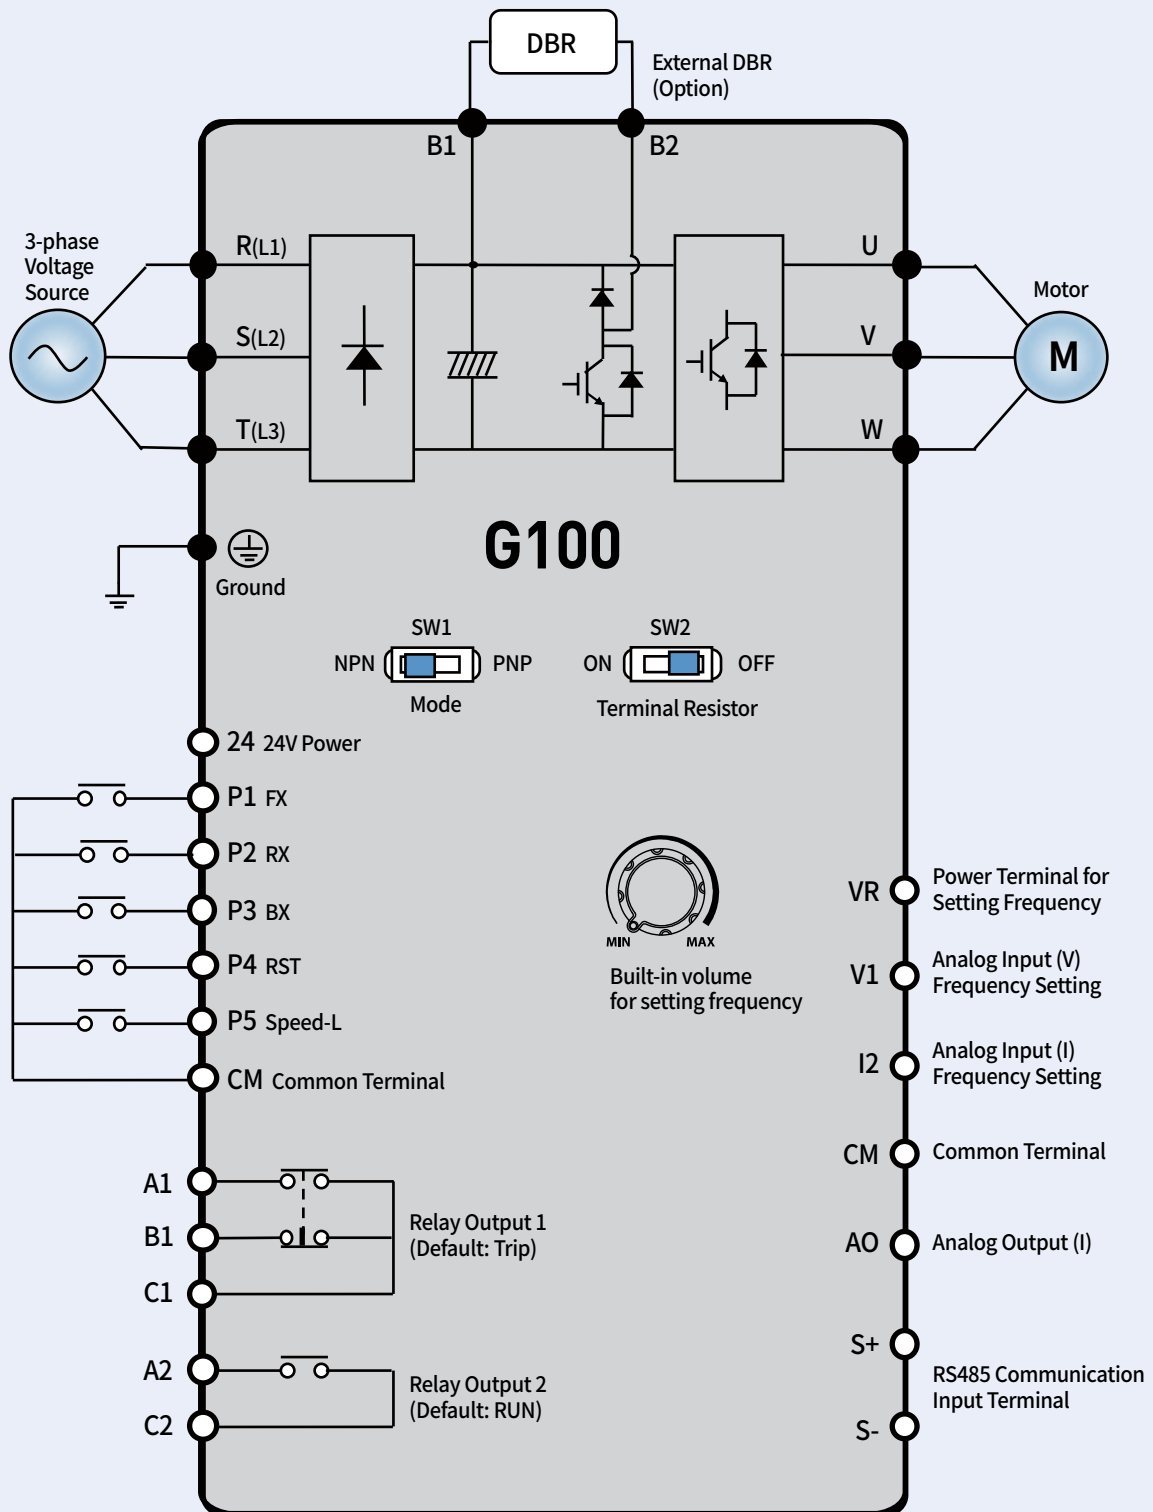 DBR
External DBR
(Option)
B1
B2
3-phase
Voltage
Source
R(L1)
S(L2)
T(L3)
U
V
W
Motor
M
G100
Ground
SW1
NPN
PNP
Mode
SW2
ON
OFF
Terminal Resistor
24 24V Power
P1 FX
P2 RX
P3 BX
P4 RST
P5 Speed-L
CM Common Terminal
MIN
MAX
Built-in volume
for setting frequency
VR
Power Terminal for
Setting Frequency
V1
Analog Input (V)
Frequency Setting
I2
Analog Input (I)
Frequency Setting
CM
Common Terminal
AO
Analog Output (I)
S+
S-
RS485 Communication
Input Terminal
A1
B1
C1
Relay Output 1
(Default: Trip)
A2
C2
Relay Output 2
(Default: RUN)